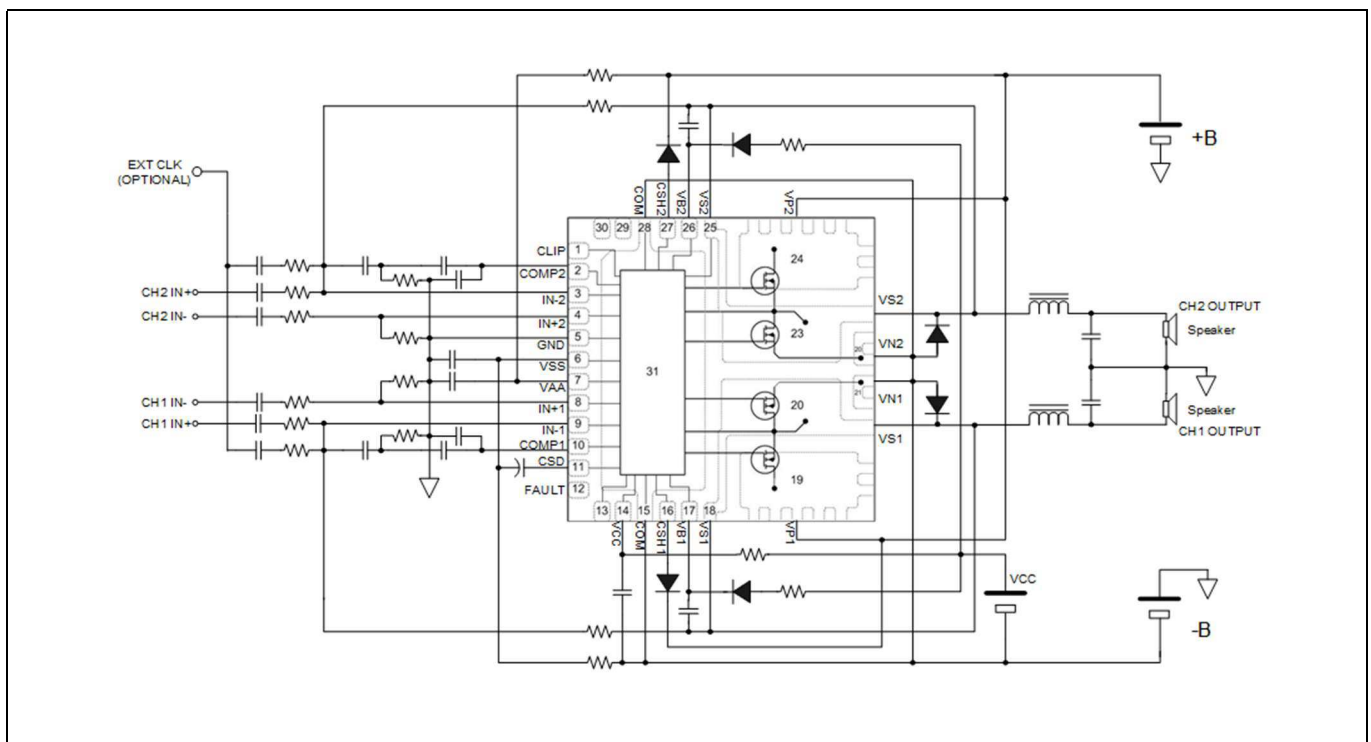 +B
EXT CLK
(OPTIONAL)
COM
CSH2
VB2
VS2
VP2
30
29
28
27
26
25
CLIP
1
24
COMP2
2
CH2 IN+
IN-2
3
VS2
CH2 OUTPUT
CH2 IN-
IN+2
4
23
Speaker
GND
5
VN2
20
VSS
6
31
VAA
7
21
VN1
CH1 IN-
IN+1
8
20
Speaker
CH1 IN+
IN-1
9
VS1
CH1 OUTPUT
COMP1
10
CSD
11
19
FAULT
12
13
14
15
16
17
18
VCC
COM
CSH1
VB1
VS1
VP1
VCC
-B